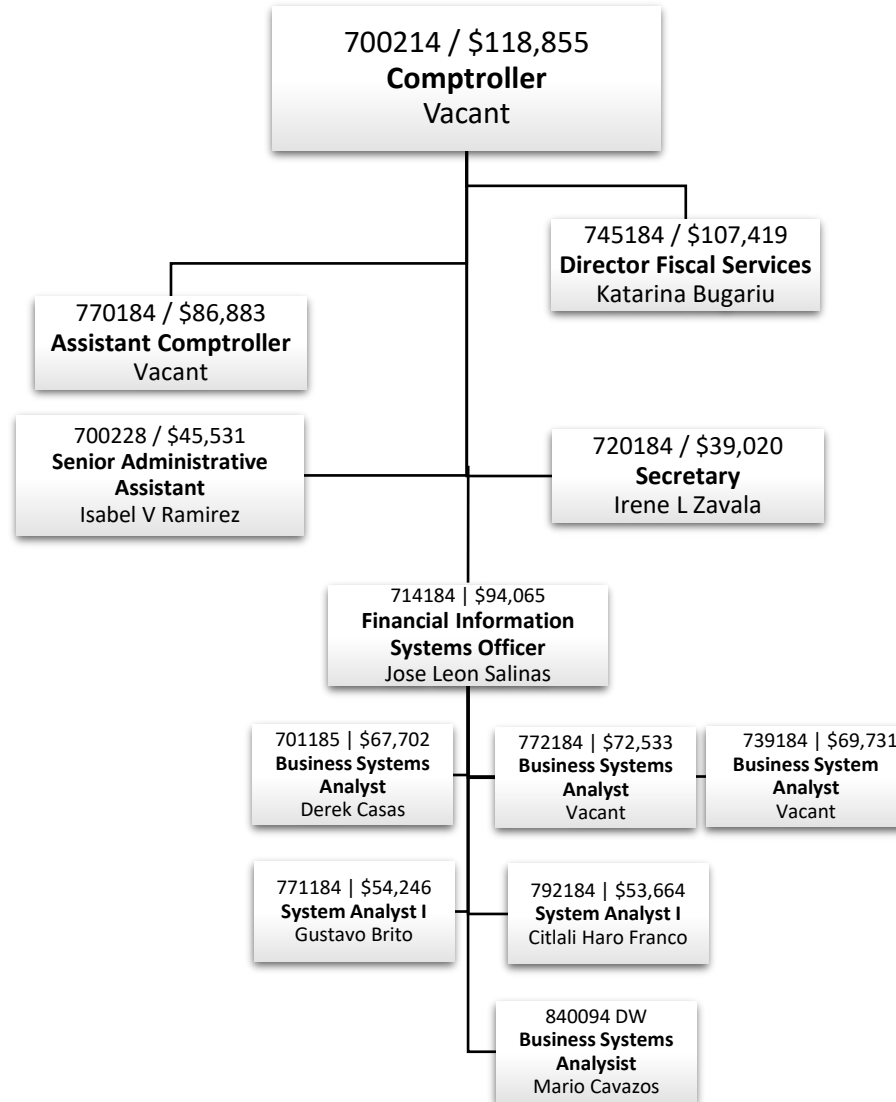 700214 / $118,855
Comptroller
Vacant
745184 / $107,419
Director Fiscal Services
Katarina Bugariu
770184 / $86,883
Assistant Comptroller
Vacant
700228 / $45,531
Senior Administrative
Assistant
Isabel V Ramirez
720184 / $39,020
Secretary
Irene L Zavala
714184 | $94,065
Financial Information
Systems Officer
Jose Leon Salinas
701185 | $67,702
Business Systems
Analyst
Derek Casas
772184 | $72,533
Business Systems
Analyst
Vacant
739184 | $69,731
Business System
Analyst
Vacant
771184 | $54,246
System Analyst I
Gustavo Brito
792184 | $53,664
System Analyst I
Citlali Haro Franco
840094 DW
Business Systems
Analysist
Mario Cavazos